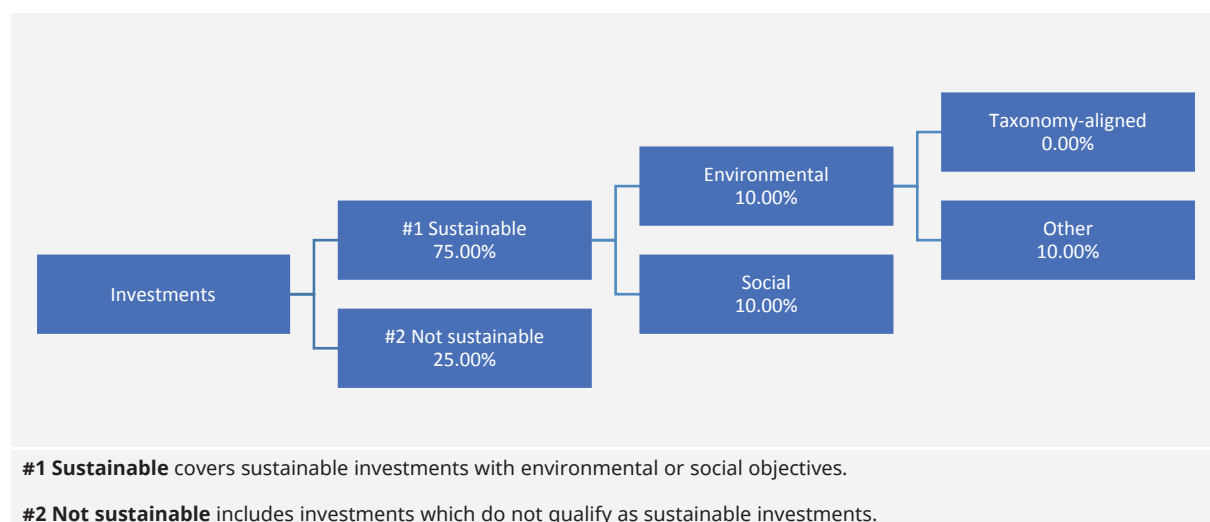 Investments
#1 Sustainable
75.00%
#2 Not sustainable
25.00%
Environmental
10.00%
Social
10.00%
Taxonomy-aligned
0.00%
Other
10.00%
#1 Sustainable covers sustainable investments with environmental or social objectives.
#2 Not sustainable includes investments which do not qualify as sustainable investments.